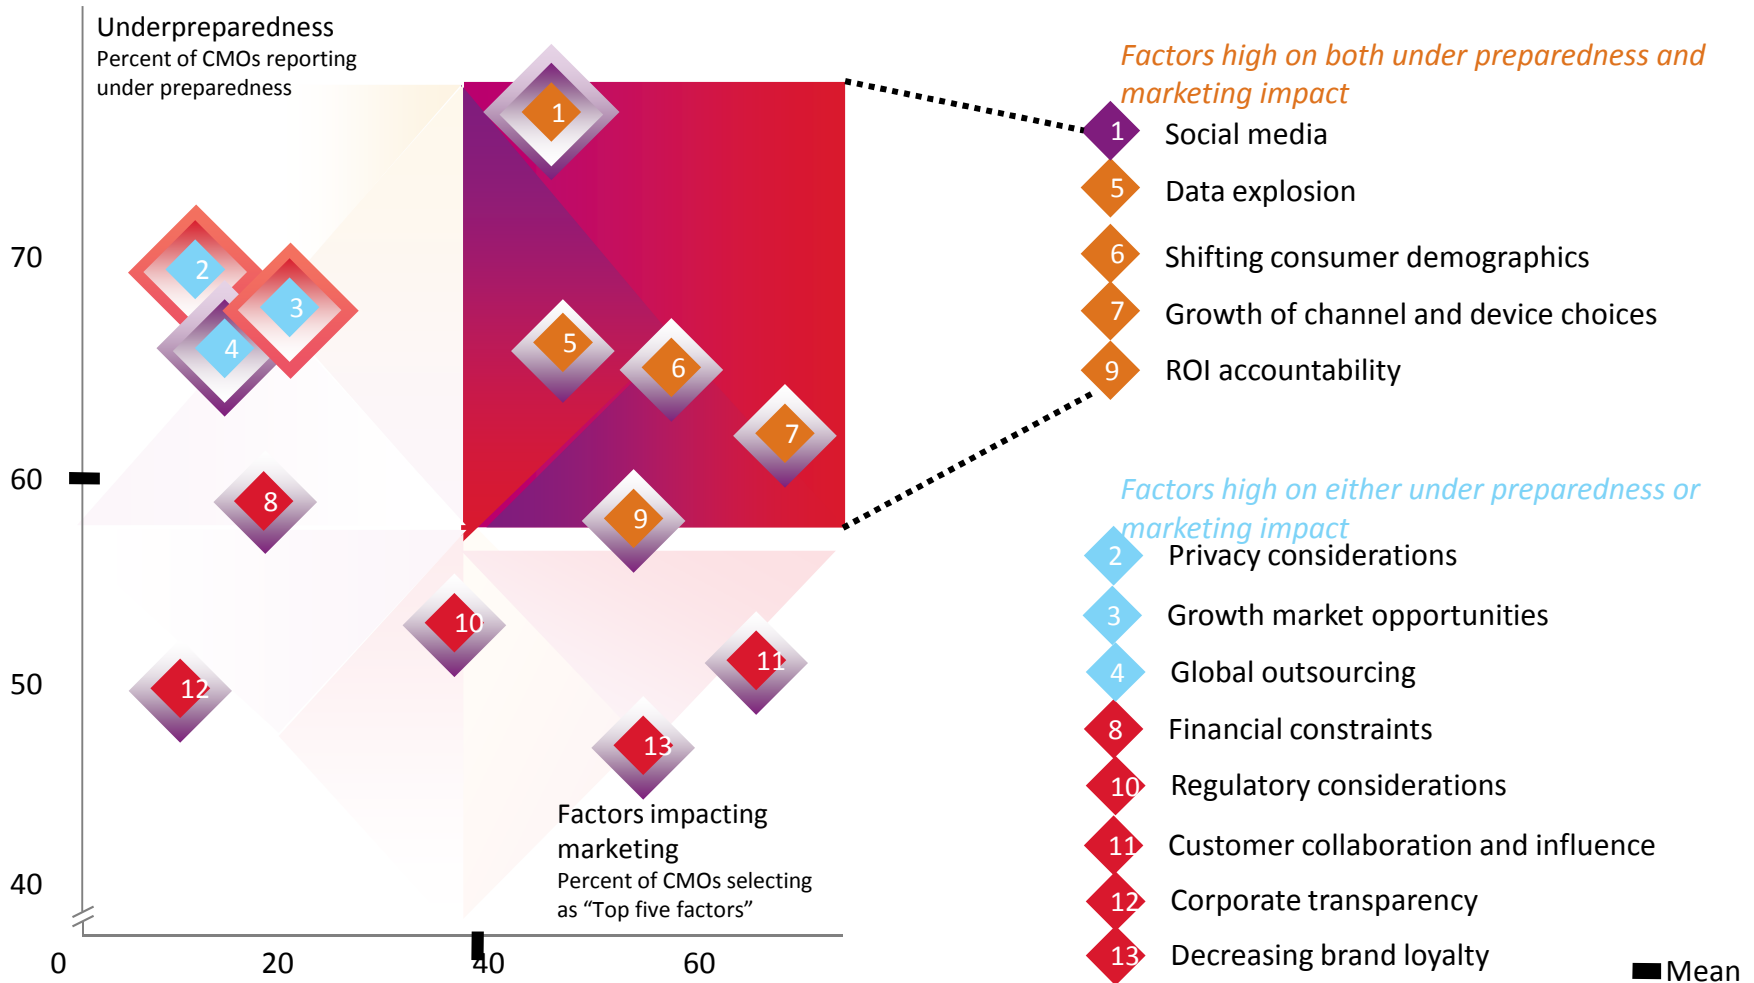 Underpreparedness
Percent of CMOs reporting
under preparedness
70
60
50
40
0
20
40
60
1
2
3
4
5
6
7
8
9
10
11
12
13
Factors impacting
marketing
Percent of CMOs selecting
as “Top five factors”
Factors high on both under preparedness and
marketing impact
1 Social media
5 Data explosion
6 Shifting consumer demographics
7 Growth of channel and device choices
9 ROI accountability
Factors high on either under preparedness or
marketing impact
2 Privacy considerations
3 Growth market opportunities
4 Global outsourcing
8 Financial constraints
10 Regulatory considerations
11 Customer collaboration and influence
12 Corporate transparency
13 Decreasing brand loyalty
Mean